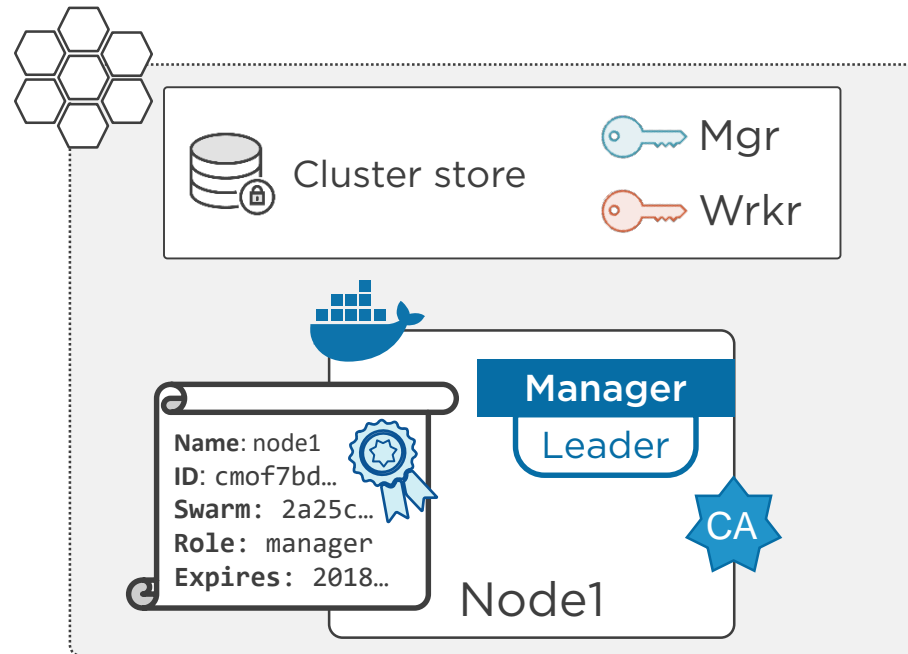 Cluster store
Mgr
Wrkr
Manager
Leader
Name: node1
ID: cmof7bd…
Swarm: 2a25c…
Role: manager
Expires: 2018…
CA
Node1